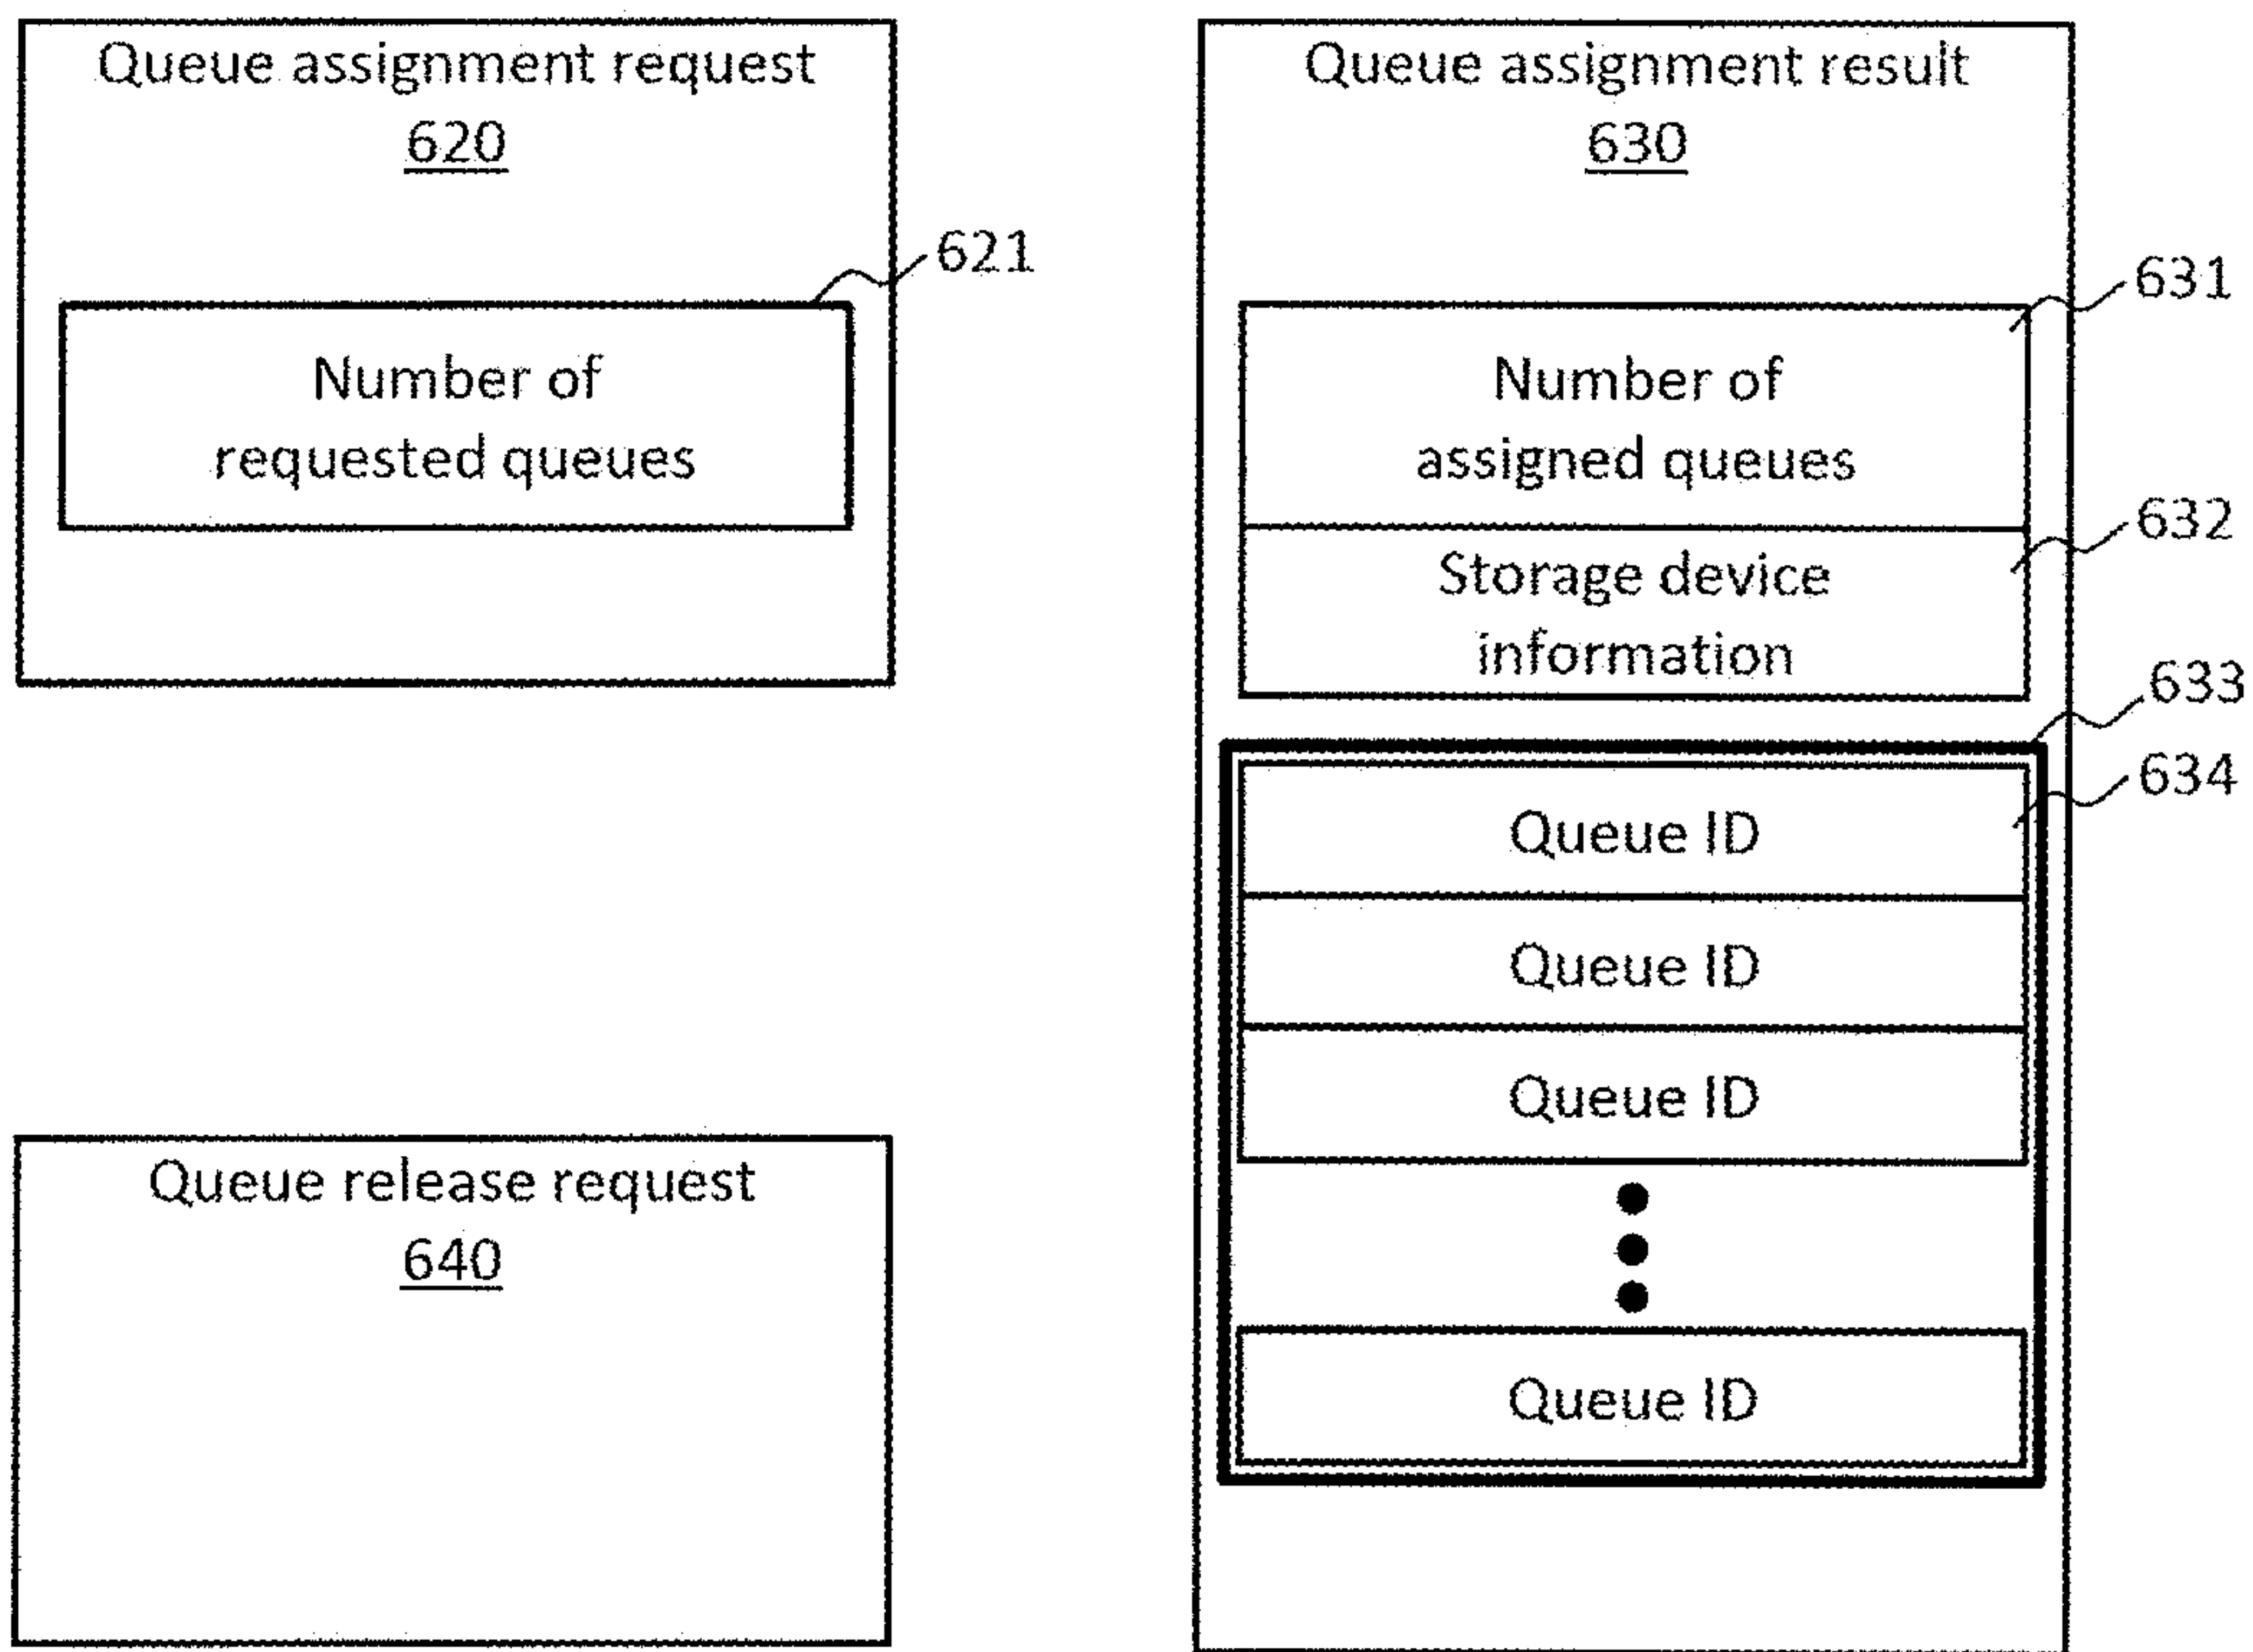 Queue assignment request
620
621
Number of
requested queues
Queue release request
640
Queue assignment result
630
631
Number of
assigned queues
632
Storage device
information
633
634
Queue ID
Queue ID
Queue ID
Queue ID